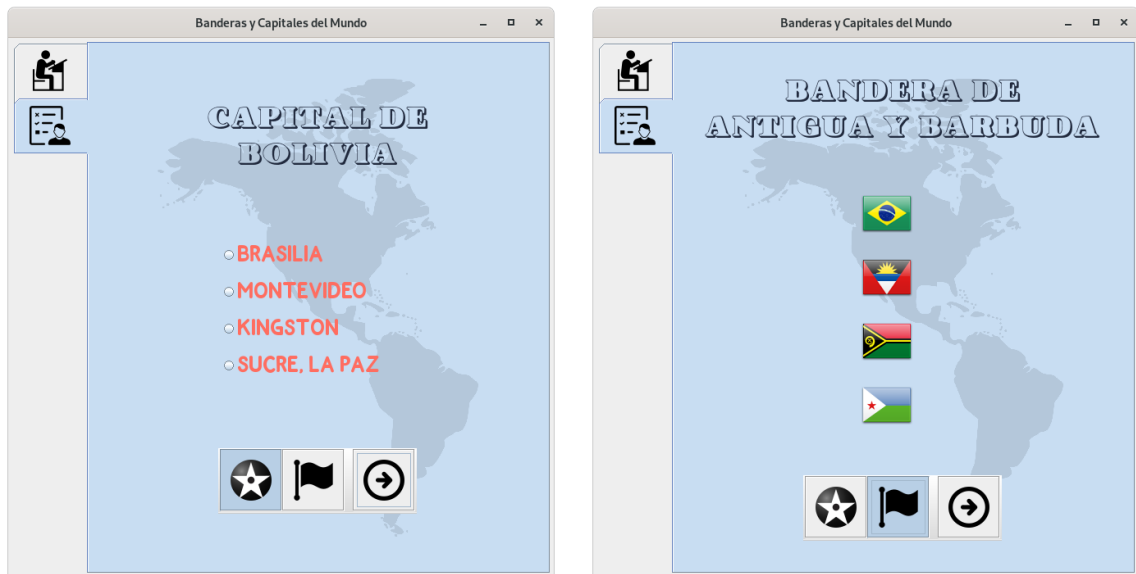 Banderas y Capitales del Mundo
CAPITAL DE
BOLIVIA
BRASILIA
MONTEVIDEO
KINGSTON
SUCRE, LA PAZ
Banderas y Capitales del Mundo
BANDERA DE
ANTIGUA Y BARBUDA